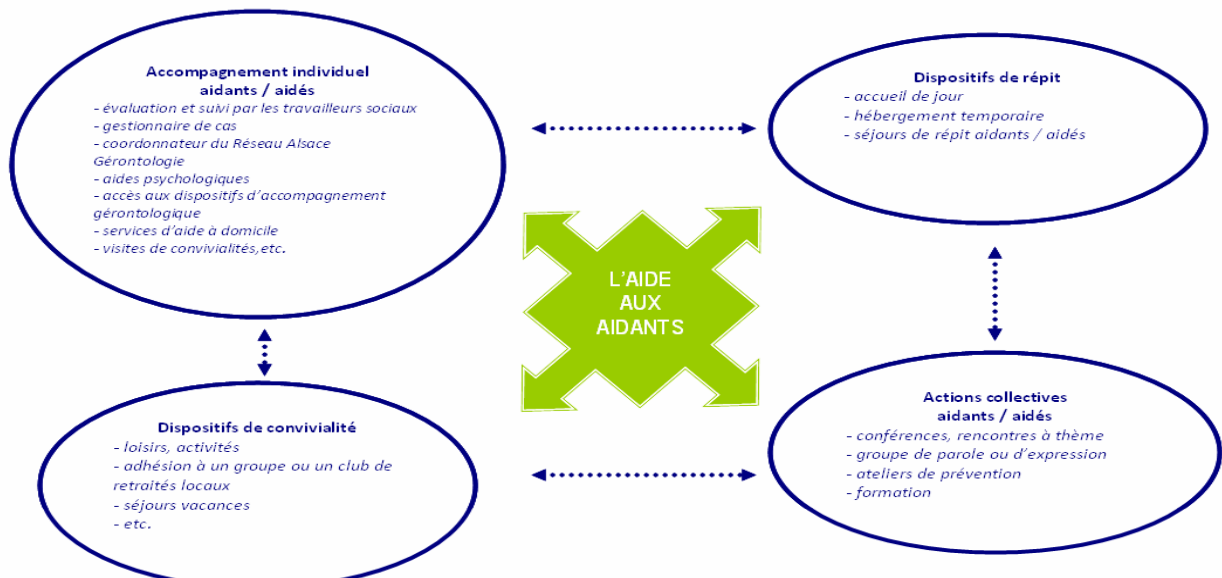 Accompagnement individuel
aidants / aidés
- évaluation et suivi par les travailleurs sociaux
- gestionnaire de cas
- coordonnateur du Réseau Alsace
Gérontologie
- aides psychologiques
- accès aux dispositifs d'accompagnement
gérontologique
- services d'aide à domicile
- visites de convivialités,etc.
Dispositifs de répit
- accueil de jour
- hébergement temporaire
- séjours de répit aidants / aidés
L'AIDE
AUX
AIDANTS
Dispositifs de convivialité
- loisirs, activités
- adhésion à un groupe ou un club de
retraités locaux
- séjours vacances
- etc.
Actions collectives
aidants / aidés
- conférences, rencontres à thème
- groupe de parole ou d'expression
- ateliers de prévention
- formation